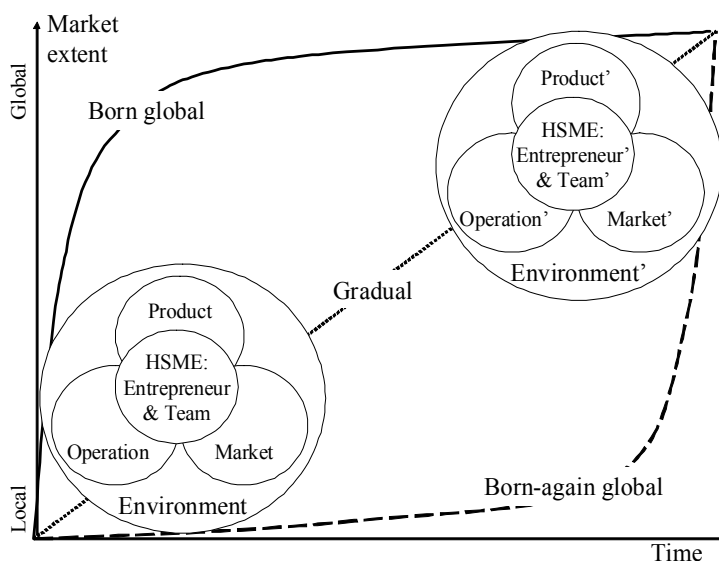 Market
extent
Global
Born global
Product’
HSME:
Entrepreneur’
& Team’
Operation’
Market’
Environment’
Gradual
Product
HSME:
Entrepreneur
& Team
Operation
Market
Environment
Born-again global
Local
Time